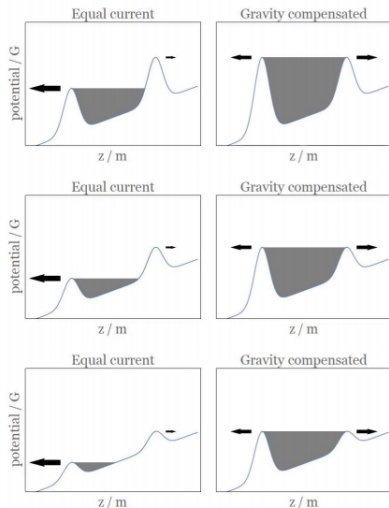 Equal current
Gravity compensated
potential / G
z / m
z / m
Equal current
Gravity compensated
potential / G
z / m
z / m
Equal current
Gravity compensated
potential / G
z / m
z / m